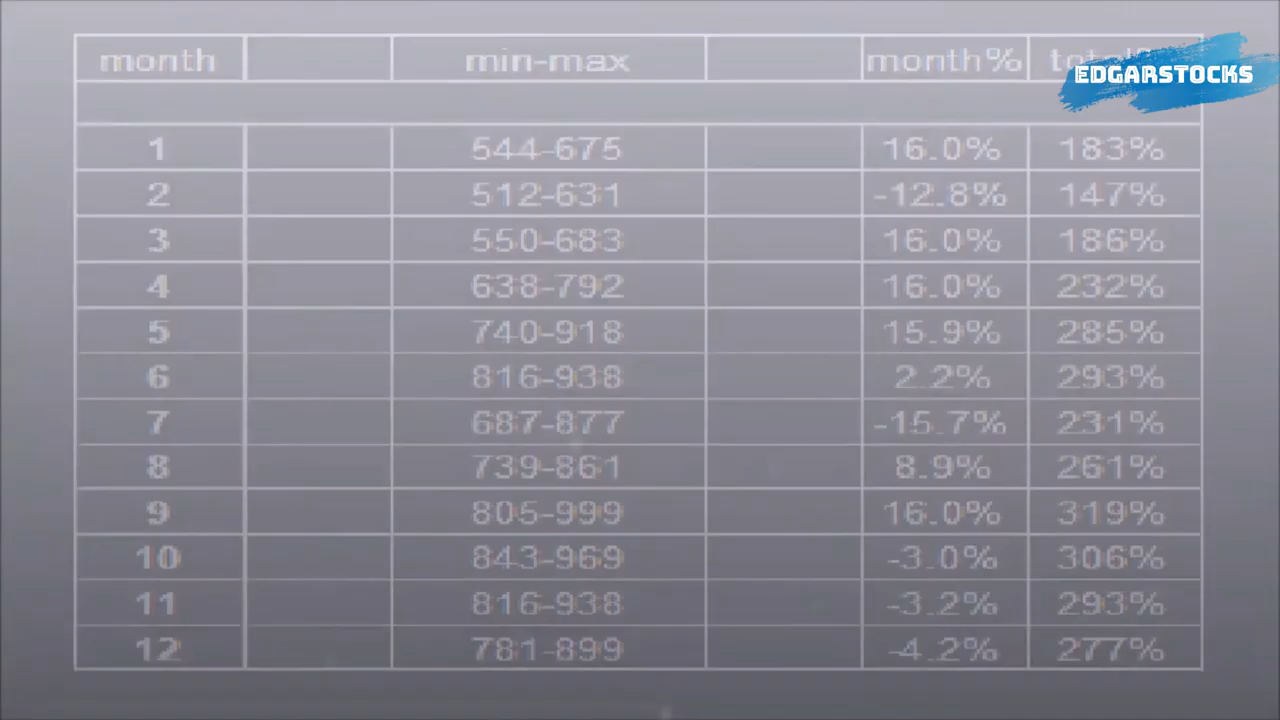 month min-max month% total%
EDGARSTOCKS
1 544-675 16.0% 183%
2 512-631 -12.8% 147%
3 550-683 16.0% 186%
4 638-792 16.0% 232%
5 740-918 15.9% 285%
6 816-938 2.2% 293%
7 687-877 -15.7% 231%
8 739-861 8.9% 261%
9 805-999 16.0% 319%
10 843-969 -3.0% 306%
11 816-938 -3.2% 293%
12 781-899 -4.2% 277%